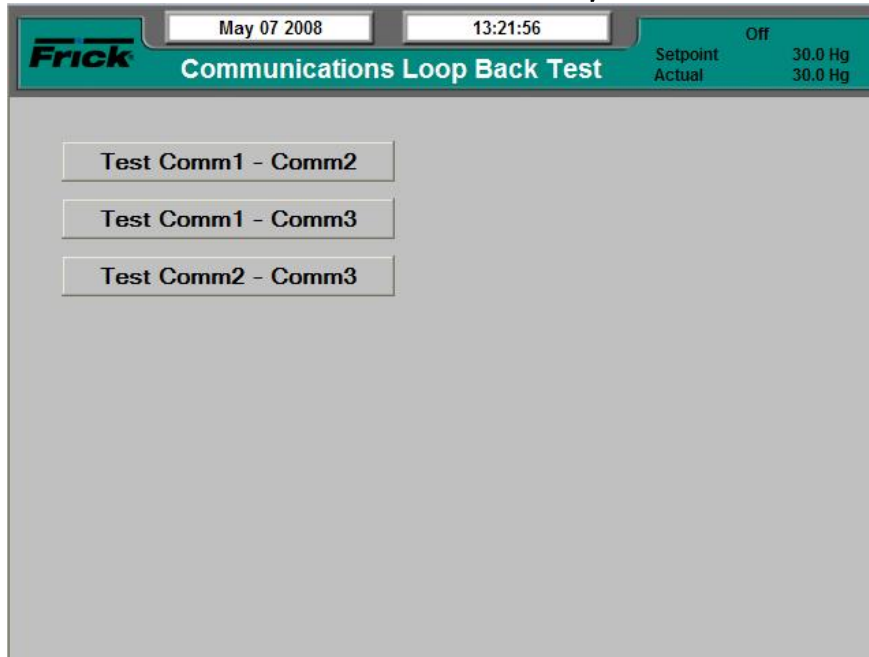 May 07 2008
13:21:56
Off
Frick
Communications Loop Back Test
Setpoint 30.0 Hg
Actual 30.0 Hg
Test Comm1 - Comm2
Test Comm1 - Comm3
Test Comm2 - Comm3